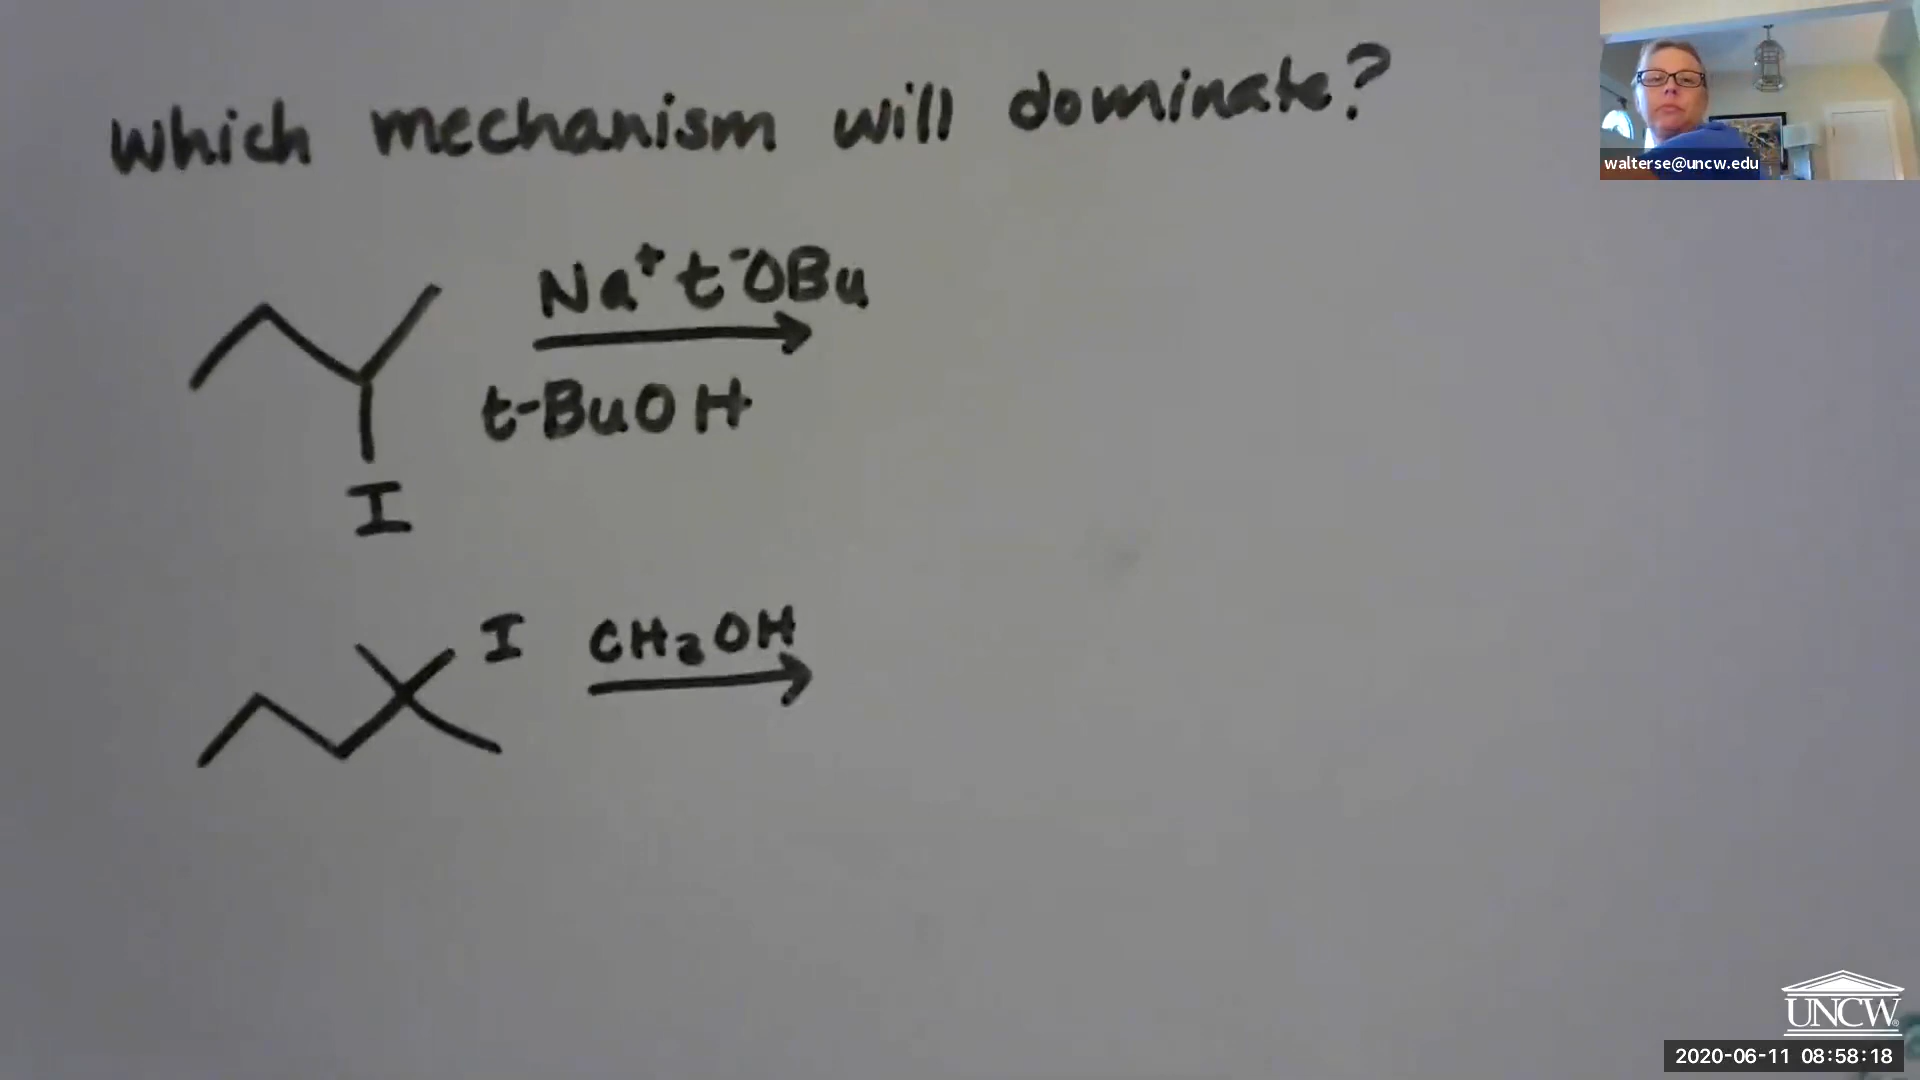 Which mechanism will dominate?
walterse@uncw.edu
Na+ t-OBu
t-BuOH
I
I
CH3OH
UNCW
2020-06-11 08:58:18